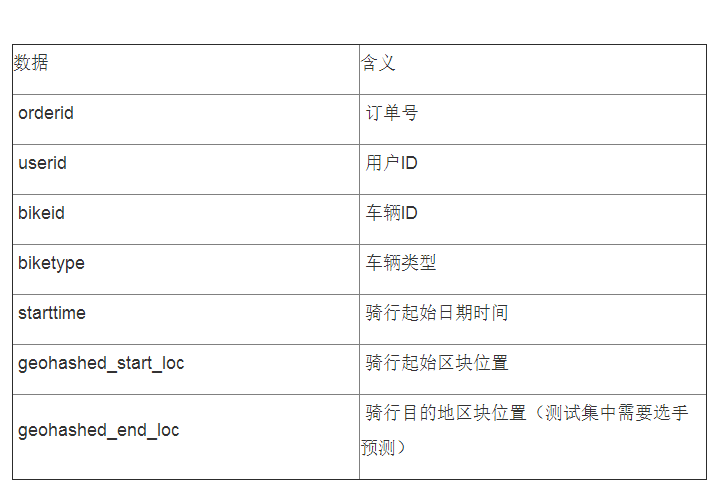 数据 含义
orderid 订单号
userid 用户ID
bikeid 车辆ID
biketype 车辆类型
starttime 骑行起始日期时间
geohashed_start_loc 骑行起始区块位置
geohashed_end_loc 骑行目的地区块位置（测试集中需要选手
预测）